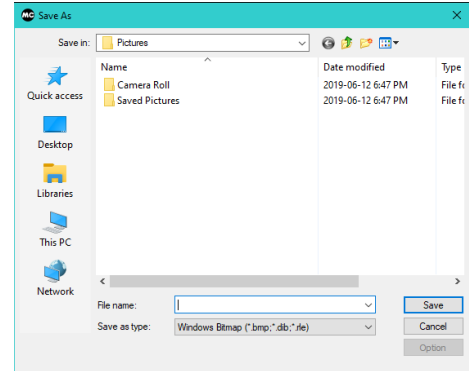 MC Save As
Save in: Pictures
Name Date modified Type
Camera Roll 2019-06-12 6:47 PM File fo
Saved Pictures 2019-06-12 6:47 PM File fo
Quick access
Desktop
Libraries
This PC
Network
File name: Save
Save as type: Windows Bitmap (*.bmp;*.dib;*.rle) Cancel
Option